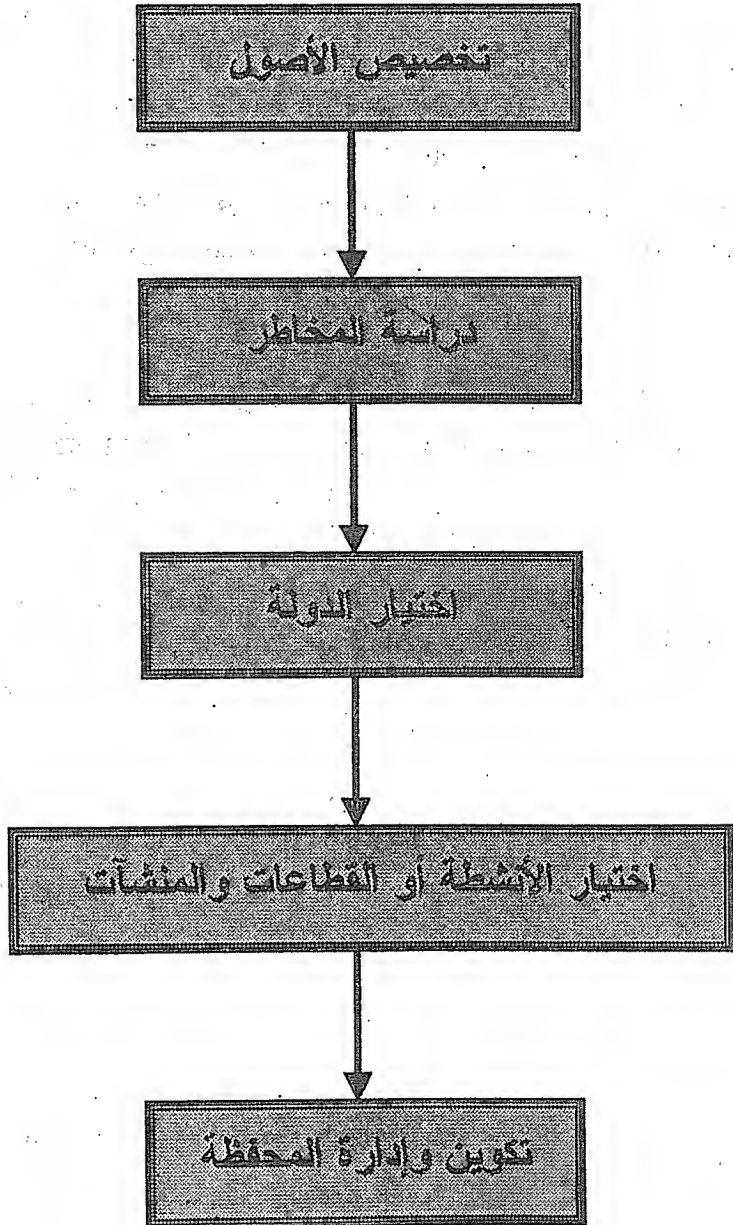 تخصيص الأصول
دراسة المخاطر
اختيار الدولة
اختيار الأنشطة أو القطاعات والمنشآت
تكوين وإدارة المحفظة